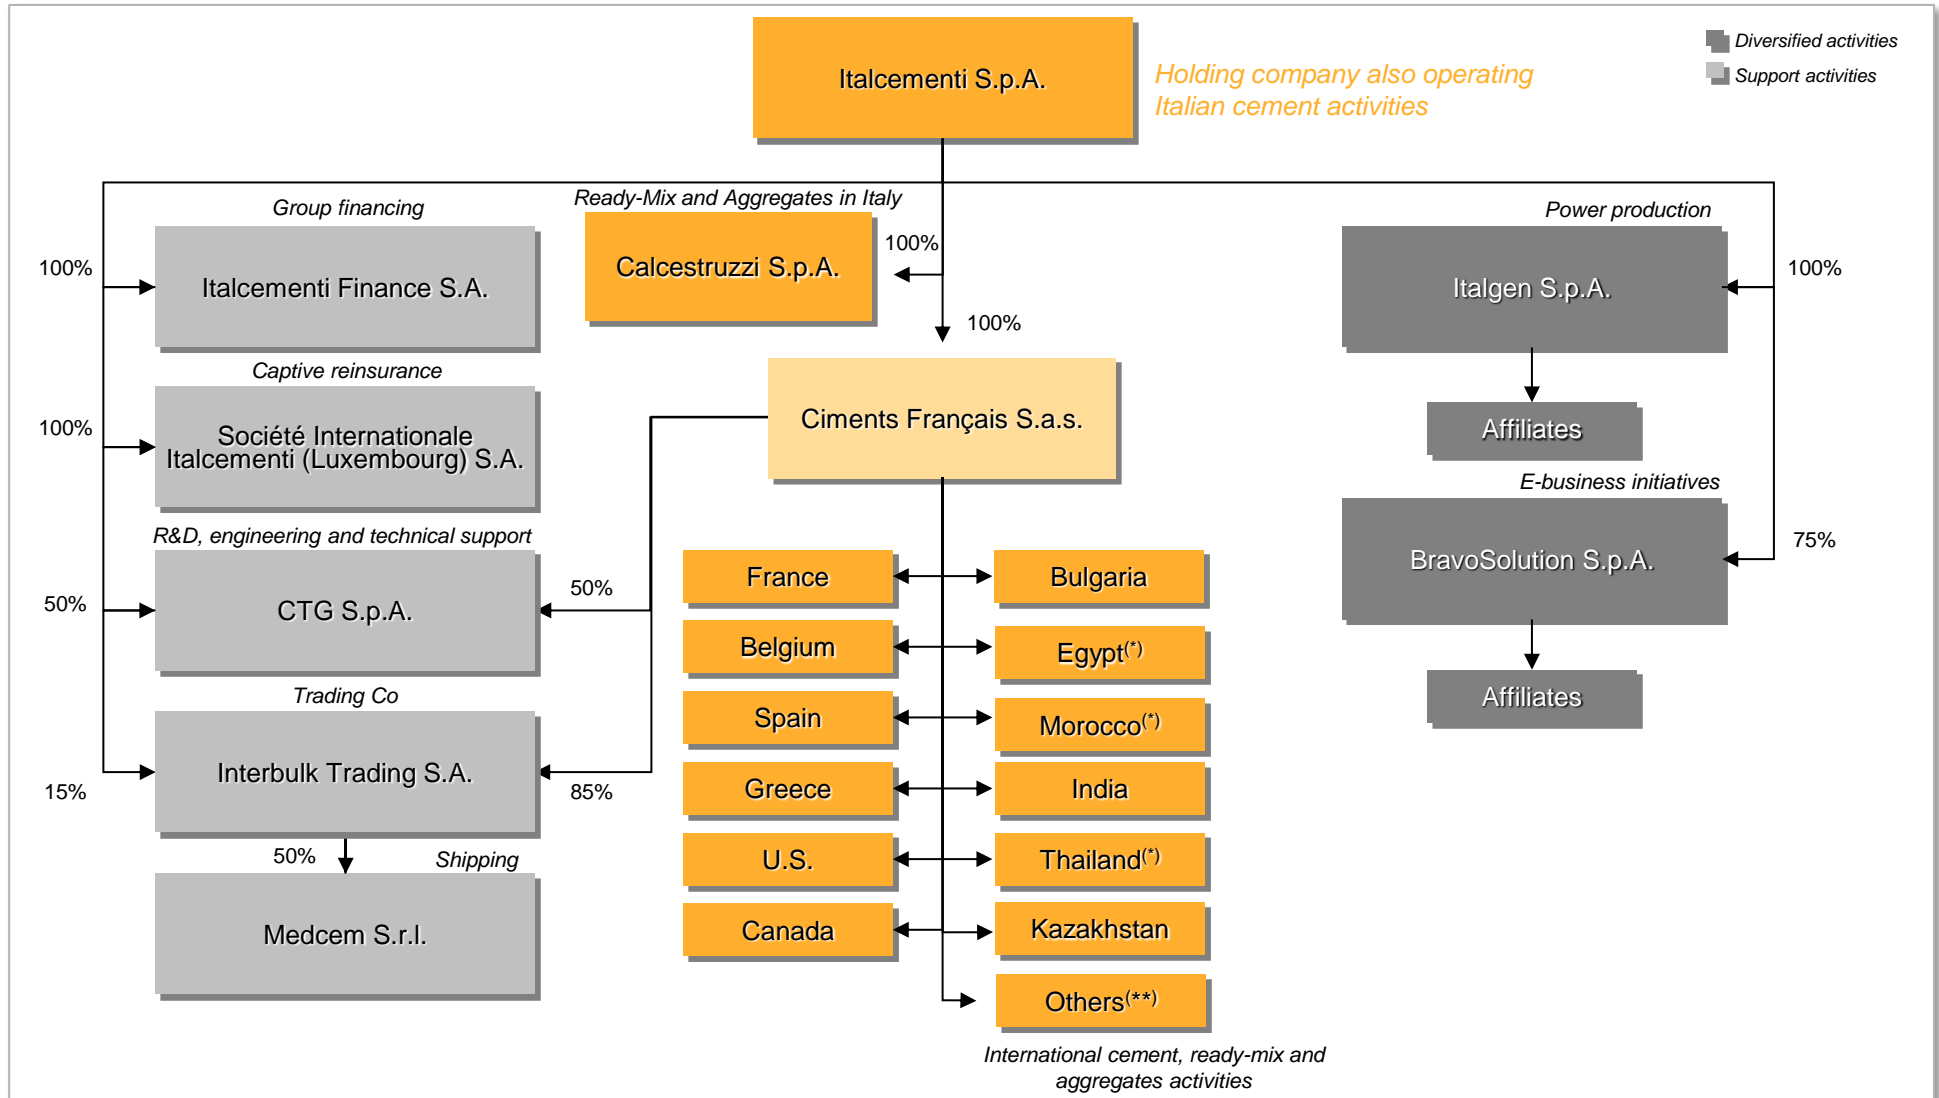 Italcementi S.p.A.
Holding company also operating
Italian cement activities
Diversified activities
Support activities
Group financing
100%
Italcementi Finance S.A.
Captive reinsurance
100%
Société Internationale
Italcementi (Luxembourg) S.A.
R&D, engineering and technical support
50%
CTG S.p.A.
50%
Trading Co
15%
Interbulk Trading S.A.
85%
50%
Shipping
Medcem S.r.l.
Ready-Mix and Aggregates in Italy
Calcestruzzi S.p.A.
100%
100%
Ciments Français S.a.s.
France
Bulgaria
Belgium
Egypt(*)
Spain
Morocco(*)
Greece
India
U.S.
Thailand(*)
Canada
Kazakhstan
Others(**)
International cement, ready-mix and
aggregates activities
Power production
Italgen S.p.A.
100%
Affiliates
E-business initiatives
BravoSolution S.p.A.
75%
Affiliates